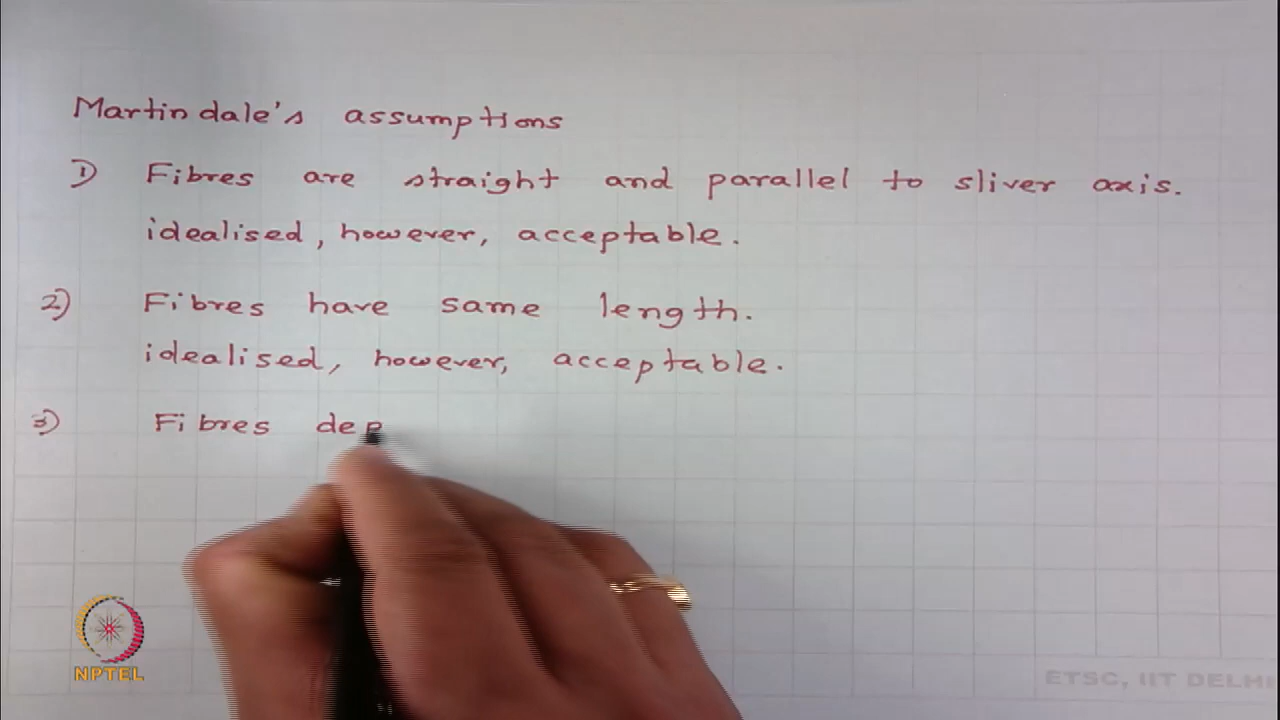 Martindale's assumptions
1) Fibres are straight and parallel to sliver axis.
idealised, however, acceptable.
2) Fibres have same length.
idealised, however, acceptable.
3) Fibres dep
NPTEL
ETSC, IIT DELHI